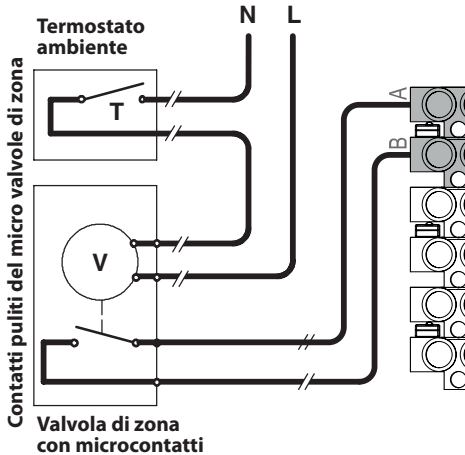 N L
Termostato
ambiente
T
A
B
V
Contatti puliti del micro valvole di zona
Valvola di zona
con microcontatti